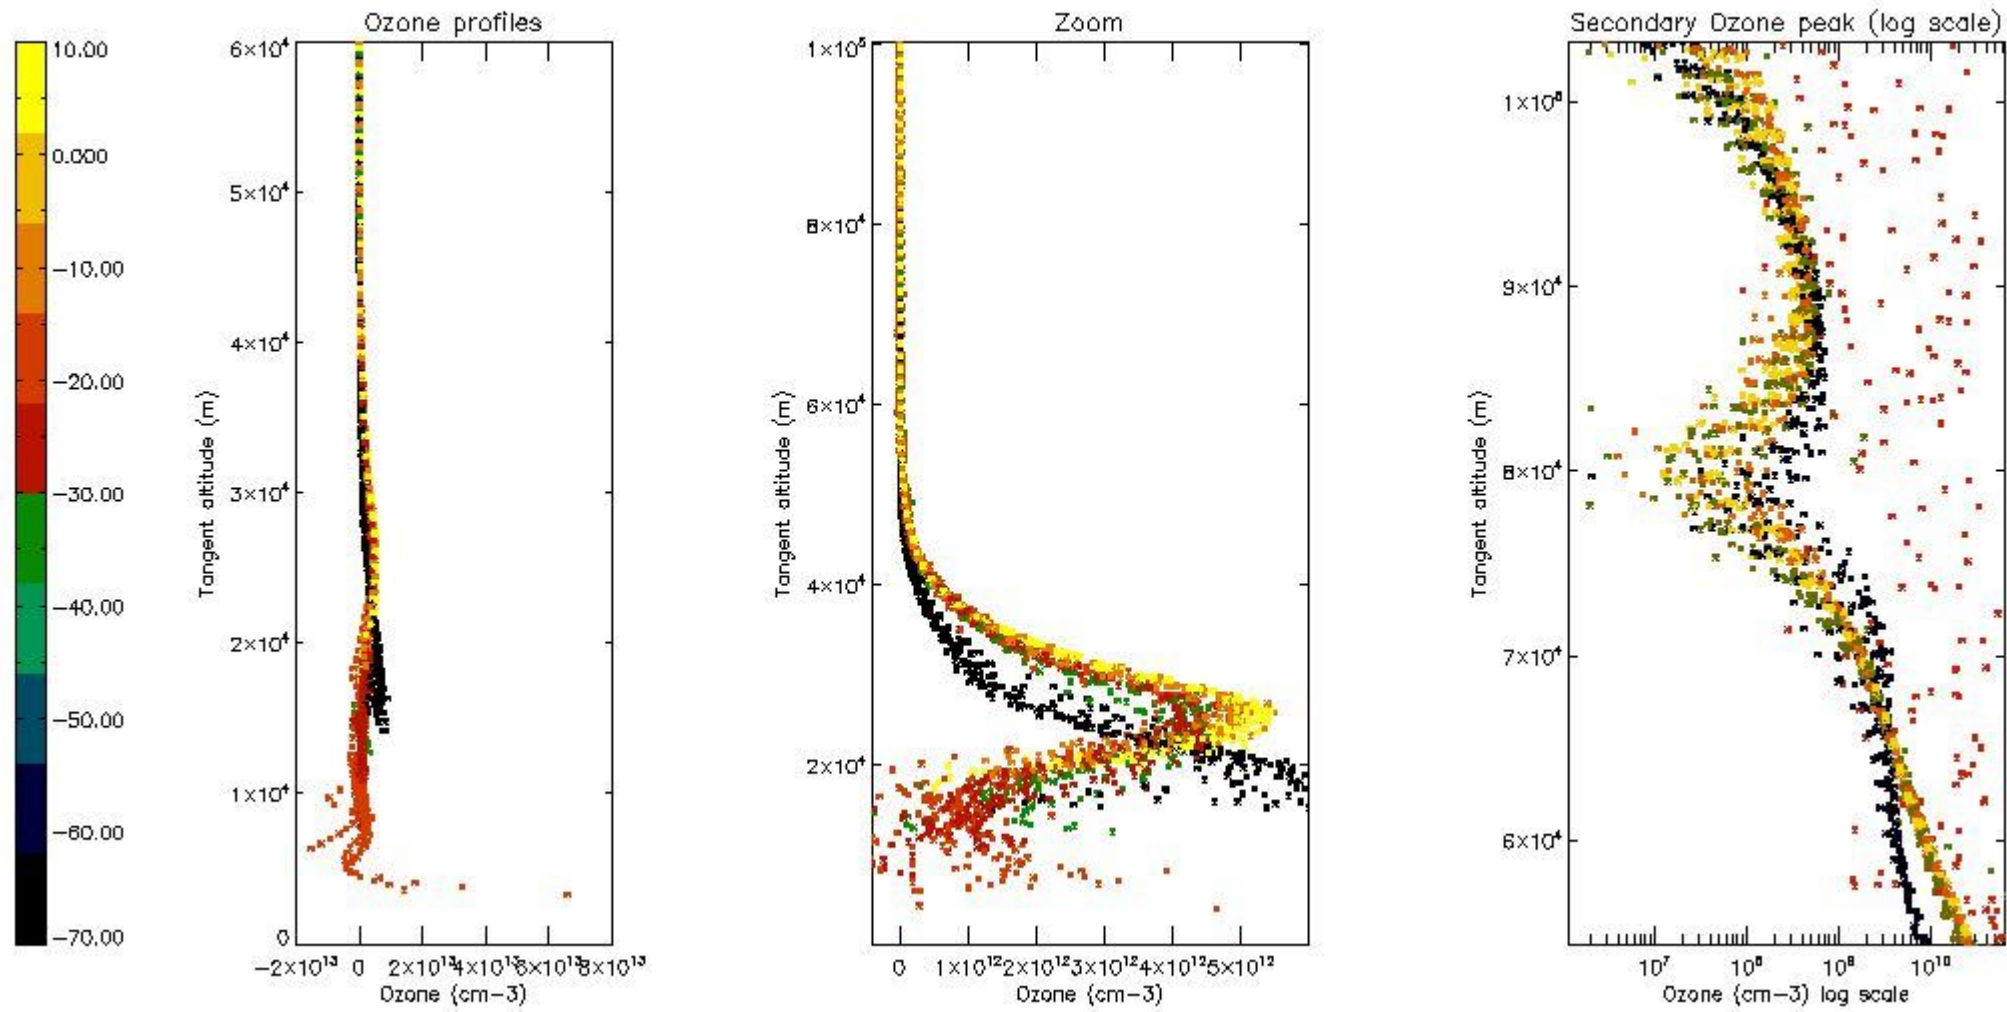 Ozone profiles
Zoom
Secondary Ozone peak (log scale)
10.00
0.000
−10.00
−20.00
−30.00
−40.00
−50.00
−60.00
−70.00
6×10⁴
5×10⁴
4×10⁴
3×10⁴
2×10⁴
1×10⁴
0
Tangent altitude (m)
−2×10¹³ 0 2×10¹³ 4×10¹³ 6×10¹³ 8×10¹³
Ozone (cm−3)
1×10⁵
8×10⁴
6×10⁴
4×10⁴
2×10⁴
Tangent altitude (m)
0 1×10¹² 2×10¹² 3×10¹² 4×10¹² 5×10¹²
Ozone (cm−3)
1×10⁵
9×10⁴
8×10⁴
7×10⁴
6×10⁴
Tangent altitude (m)
10⁷ 10⁸ 10⁹ 10¹⁰
Ozone (cm−3) log scale